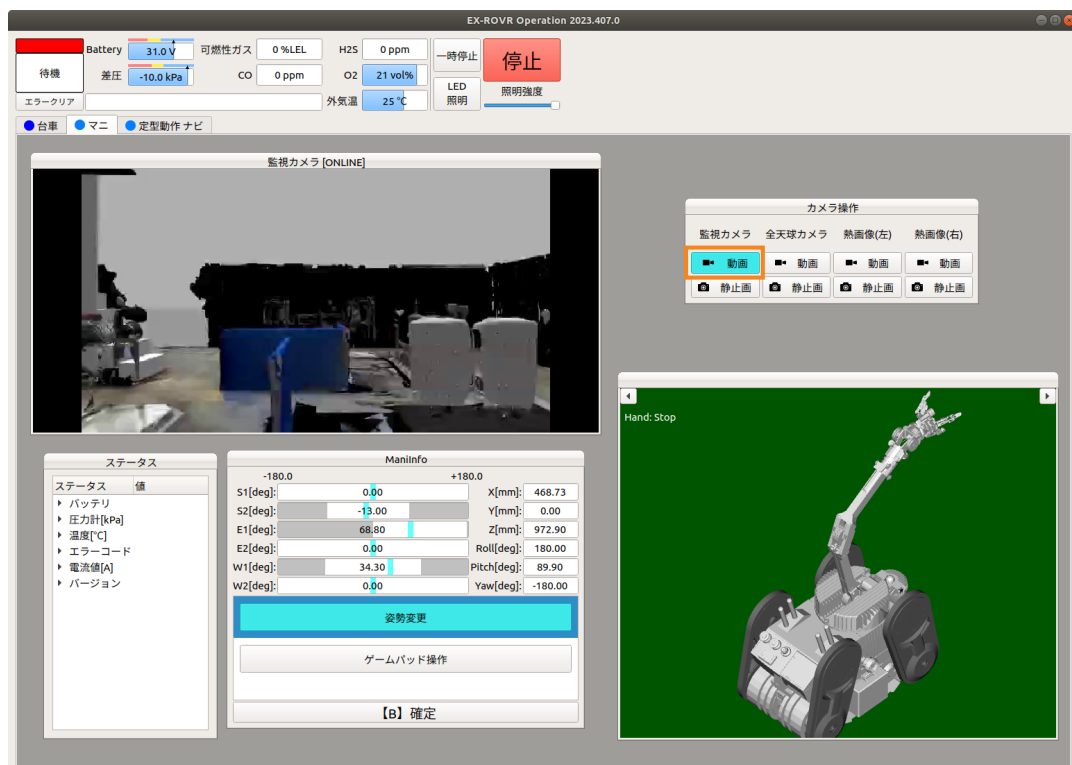 EX-ROVR Operation 2023.407.0
Battery 31.0 V 可燃性ガス 0 %LEL H2S 0 ppm 一時停止 停止
待機 差圧 -10.0 kPa CO 0 ppm O2 21 vol% LED 照明 照明強度
エラークリア 外気温 25 °C
台車 マニ 定型動作 ナビ
監視カメラ [ONLINE]
カメラ操作
監視カメラ 全天球カメラ 熱画像(左) 熱画像(右)
動画 動画 動画 動画
静止画 静止画 静止画 静止画
Hand: Stop
ステータス
ステータス 値
バッテリ
圧力計[kPa]
温度[℃]
エラーコード
電流値[A]
バージョン
ManiInfo
-180.0 +180.0
S1[deg]: 0.00 X[mm]: 468.73
S2[deg]: -13.00 Y[mm]: 0.00
E1[deg]: 68.80 Z[mm]: 972.90
E2[deg]: 0.00 Roll[deg]: 180.00
W1[deg]: 34.30 Pitch[deg]: 89.90
W2[deg]: 0.00 Yaw[deg]: -180.00
姿勢変更
ゲームパッド操作
【B】確定